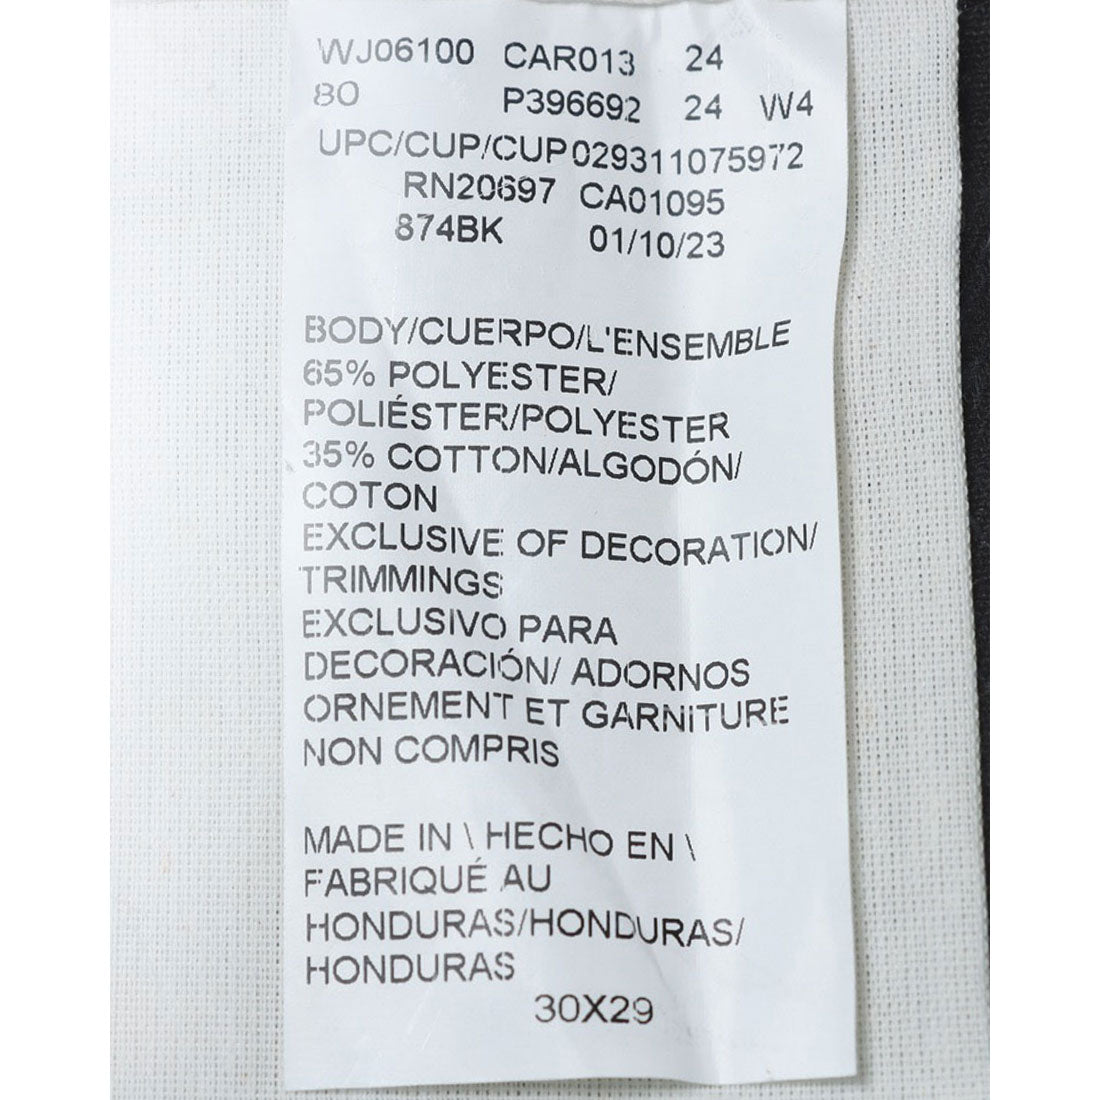 WJ06100 CAR013 24
80 P396692 24 W4
UPC/CUP/CUP029311075972
RN20697 CA01095
874BK 01/10/23
BODY/CUERPO/L'ENSEMBLE
65% POLYESTER/
POLIÉSTER/POLYESTER
35% COTTON/ALGODÓN/
COTON
EXCLUSIVE OF DECORATION/
TRIMMINGS
EXCLUSIVO PARA
DECORACIÓN/ ADORNOS
ORNEMENT ET GARNITURE
NON COMPRIS
MADE IN \ HECHO EN \
FABRIQUÉ AU
HONDURAS/HONDURAS/
HONDURAS
30X29